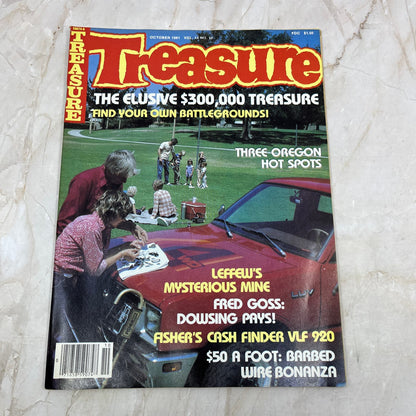 TREASURE
OCTOBER 1981
Treasure
THE ELUSIVE $300,000 TREASURE
FIND YOUR OWN BATTLEGROUNDS!
THREE OREGON
HOT SPOTS
LEFFEW'S
MYSTERIOUS MINE
FRED GOSS:
DOWSING PAYS!
FISHER'S CASH FINDER VLF 920
$50 A FOOT: BARBED
WIRE BONANZA